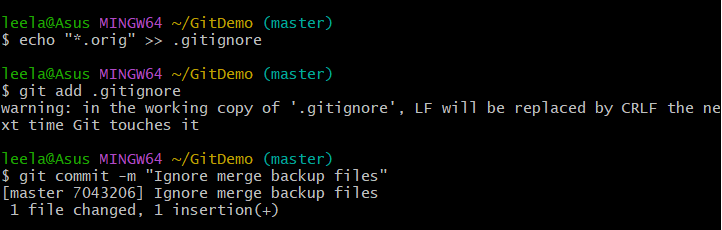 leela@Asus MINGW64 ~/GitDemo (master)
$ echo "*.orig" >> .gitignore
leela@Asus MINGW64 ~/GitDemo (master)
$ git add .gitignore
warning: in the working copy of '.gitignore', LF will be replaced by CRLF the ne
xt time Git touches it
leela@Asus MINGW64 ~/GitDemo (master)
$ git commit -m "Ignore merge backup files"
[master 7043206] Ignore merge backup files
 1 file changed, 1 insertion(+)